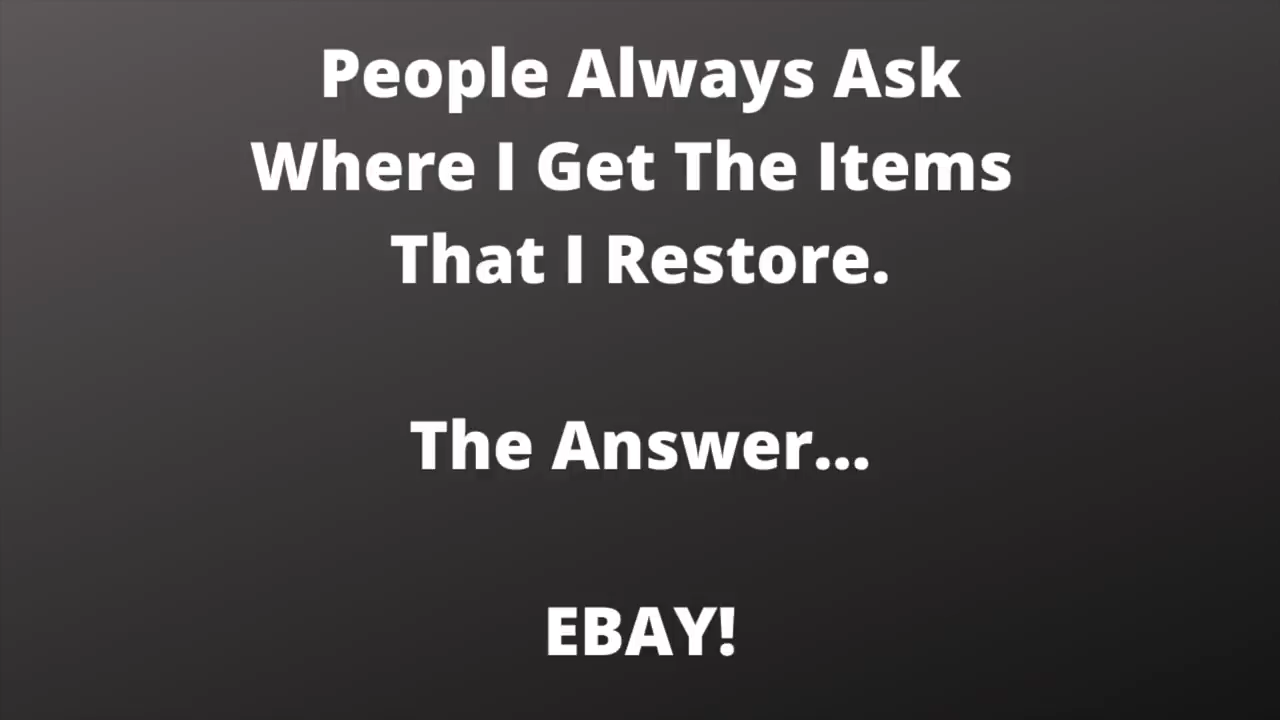 People Always Ask
Where I Get The Items
That I Restore.
The Answer...
EBAY!